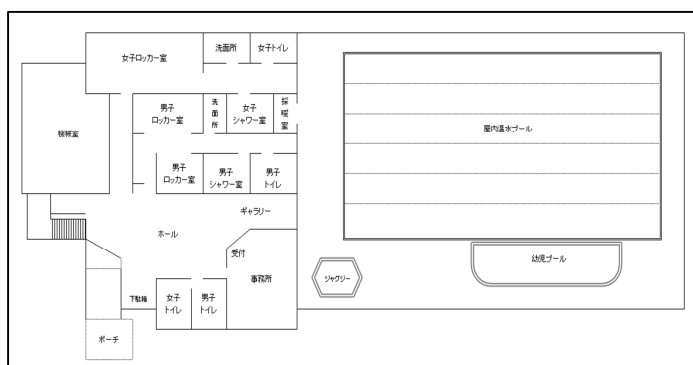 女子ロッカー室
洗面所
女子トイレ
機械室
男子
ロッカー室
洗面所
女子
シャワー室
採暖室
屋内温水プール
男子
ロッカー室
男子
シャワー室
男子
トイレ
ギャラリー
ホール
受付
事務所
ジャグジー
幼児プール
下駄箱
女子
トイレ
男子
トイレ
ポーチ